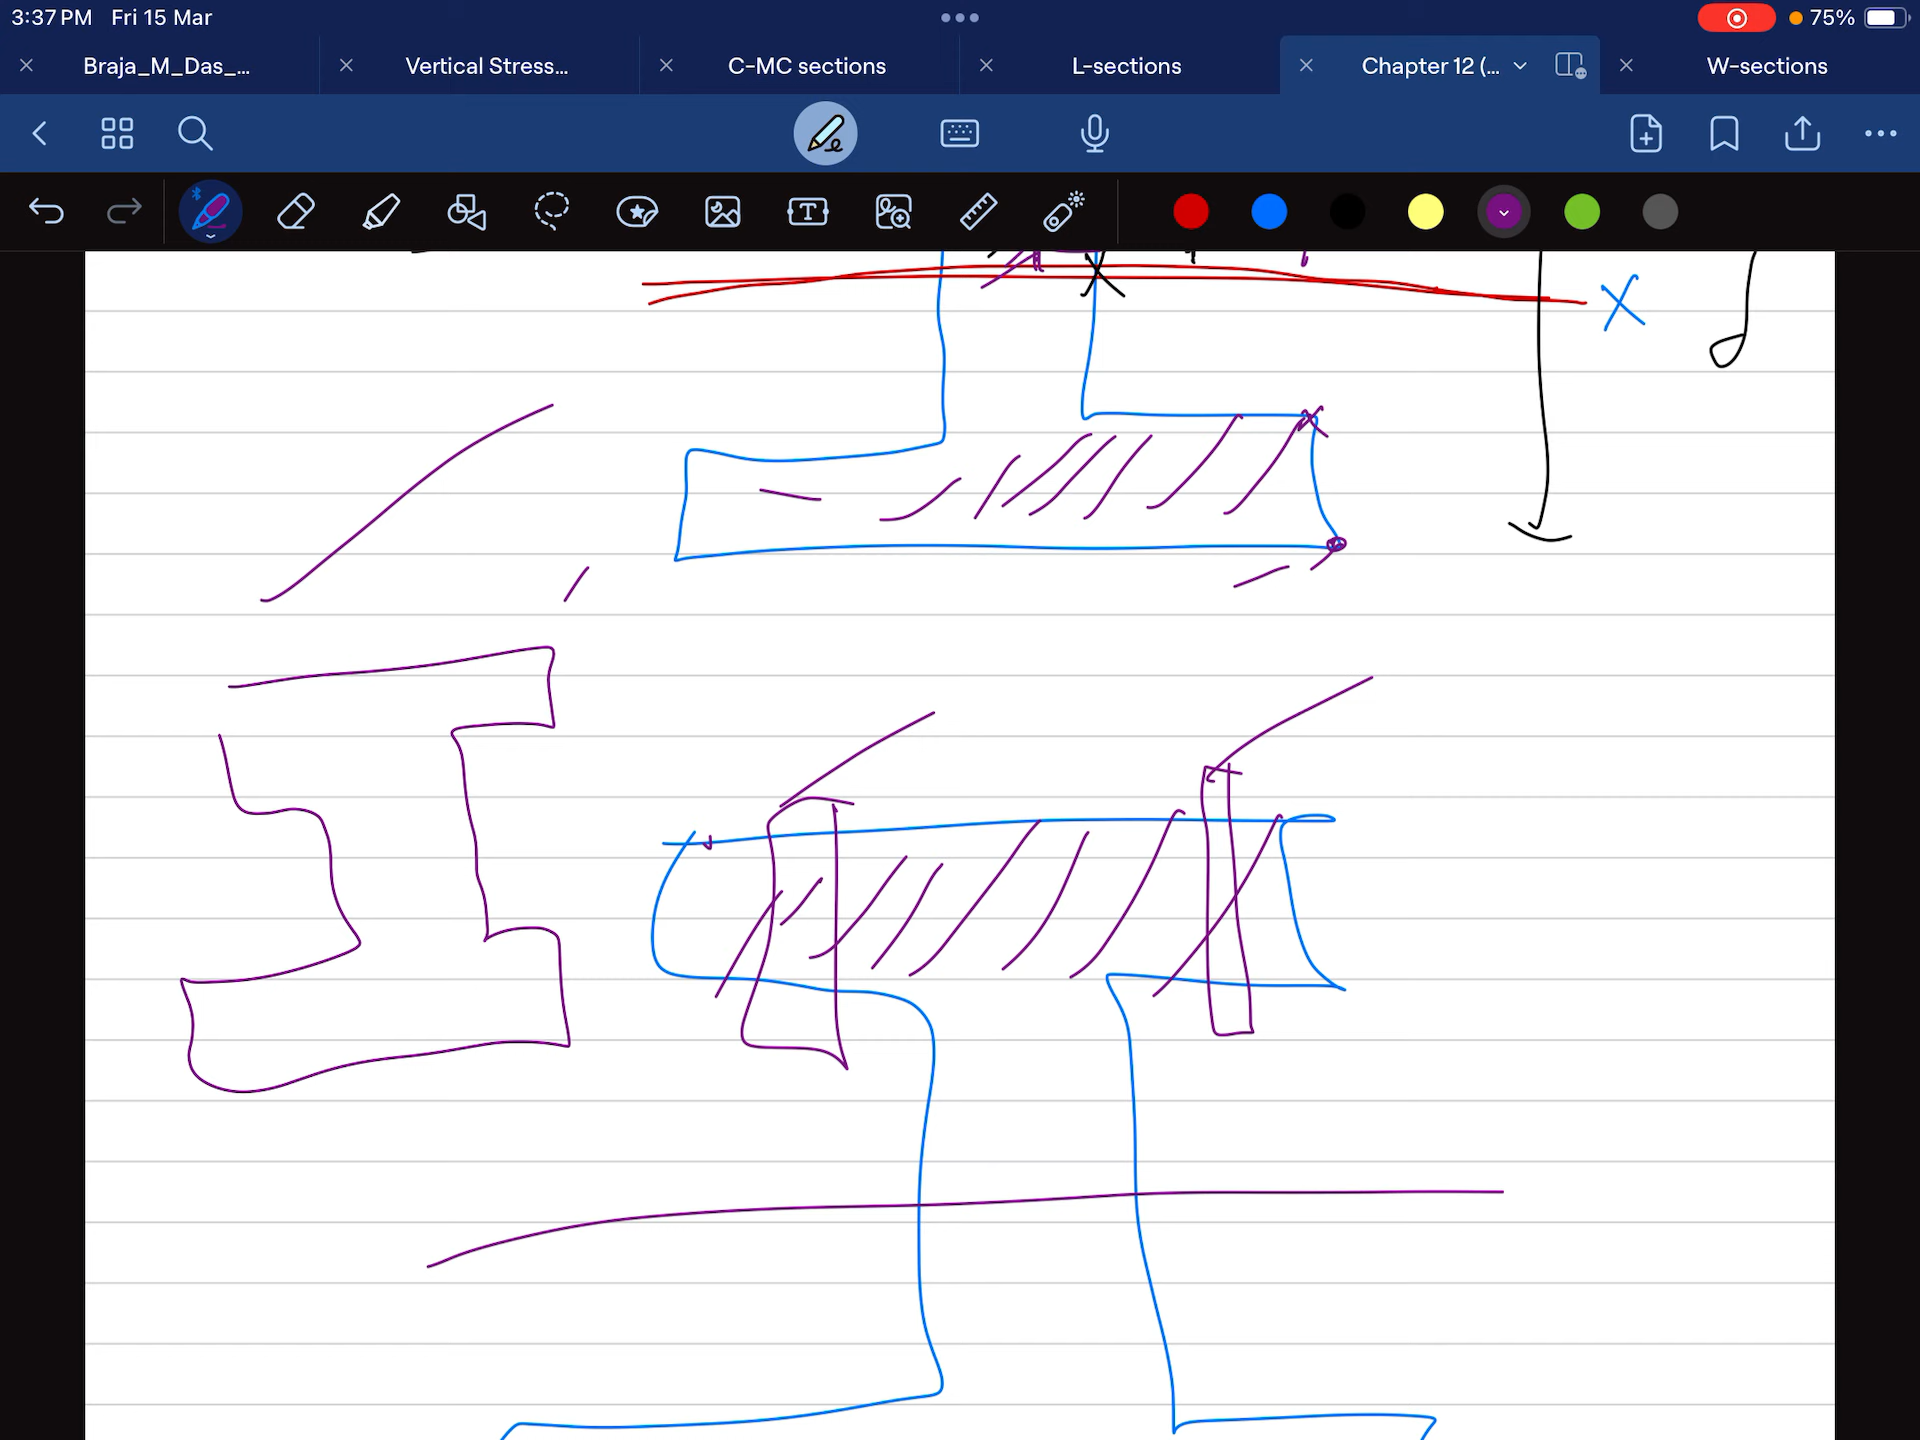 3:37 PM Fri 15 Mar
75%
Braja_M_Das_...
Vertical Stress...
C-MC sections
L-sections
Chapter 12 (...
W-sections
X